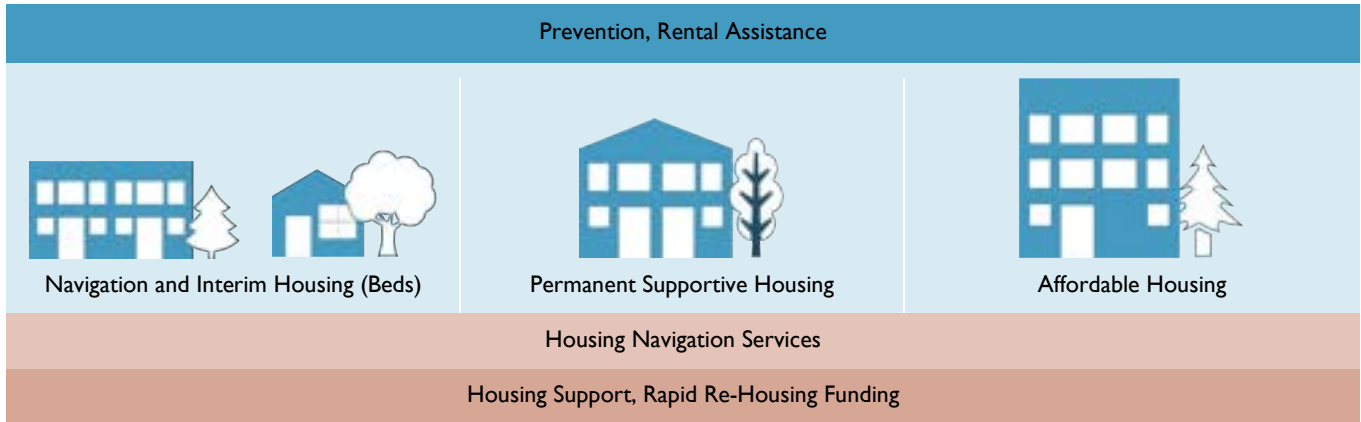 Prevention, Rental Assistance
Navigation and Interim Housing (Beds)
Permanent Supportive Housing
Affordable Housing
Housing Navigation Services
Housing Support, Rapid Re-Housing Funding